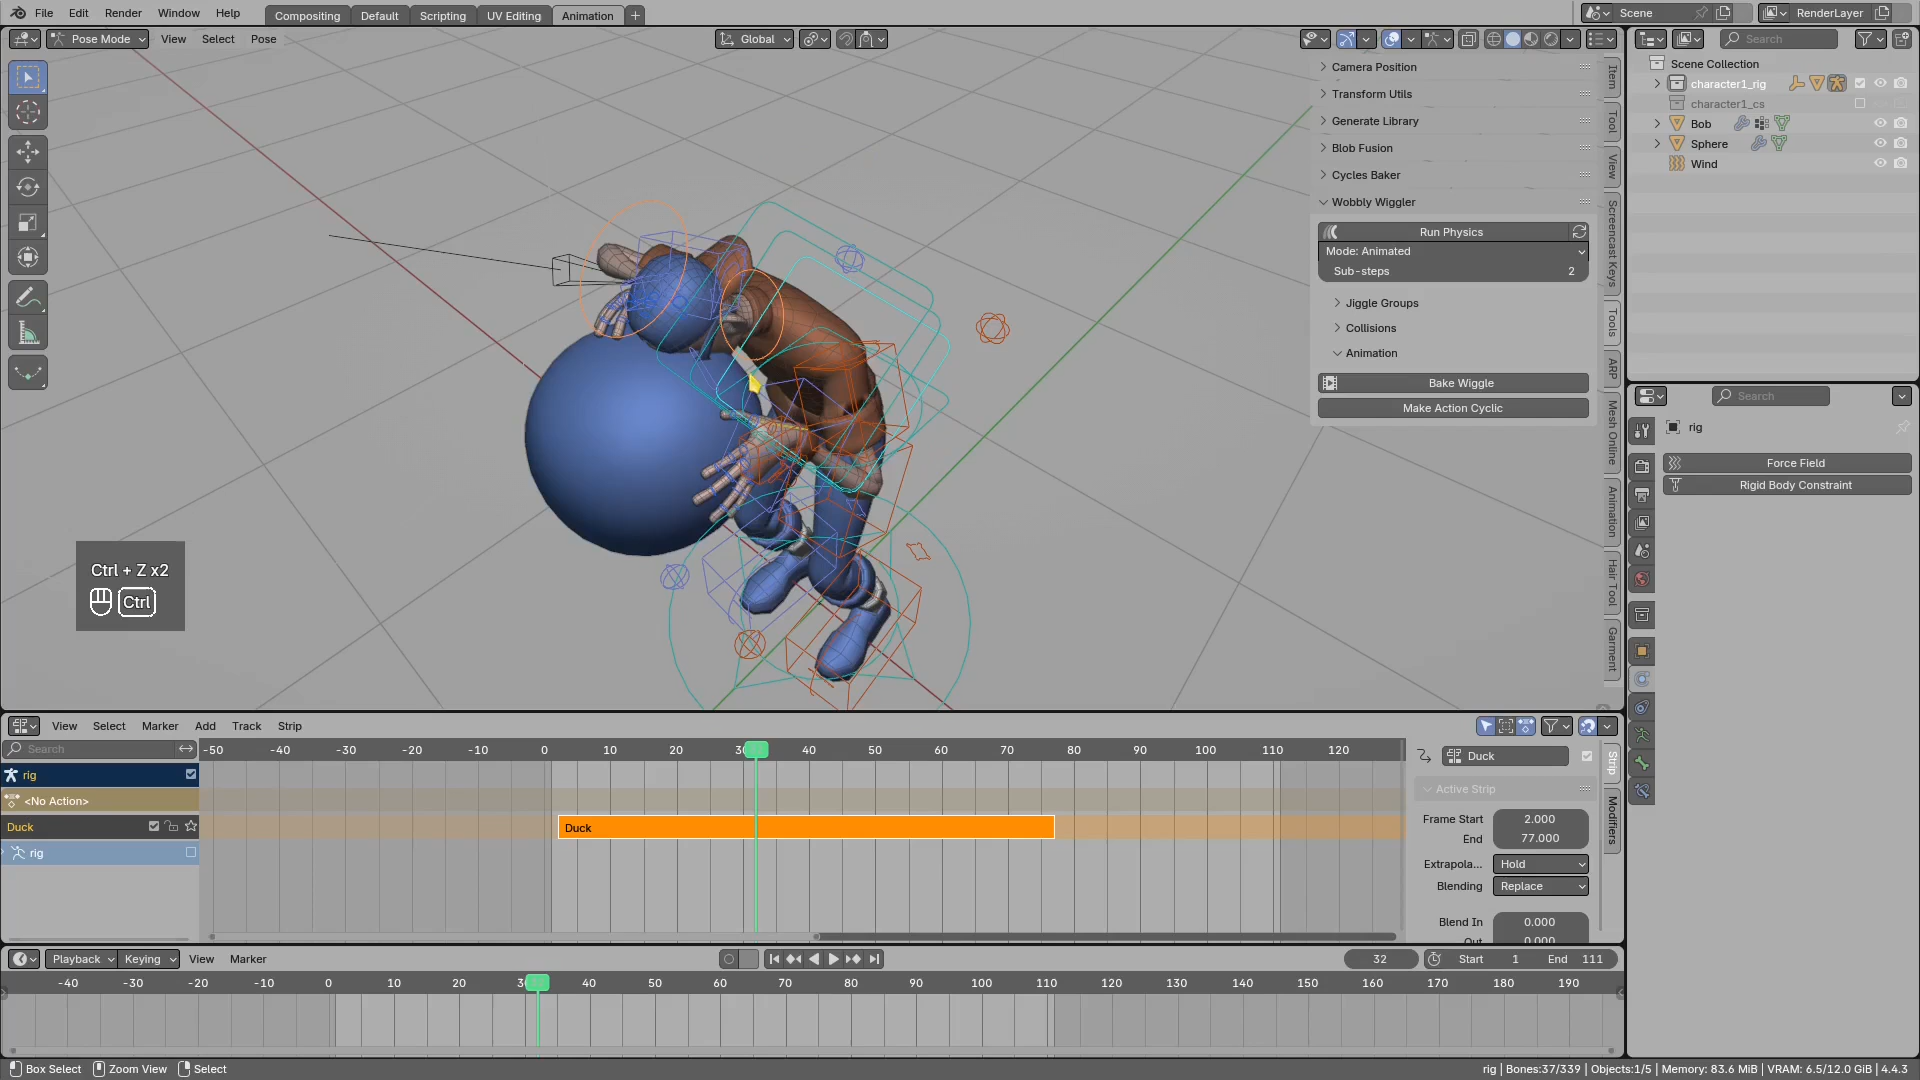 File Edit Render Window Help Compositing Default Scripting UV Editing Animation + Scene RenderLayer
Pose Mode View Select Pose Global Search
Camera Position
Transform Utils
Generate Library
Blob Fusion
Cycles Baker
Wobbly Wiggler
Run Physics
Mode: Animated
Sub-steps 2
Jiggle Groups
Collisions
Animation
Bake Wiggle
Make Action Cyclic
Item
Tool
View
Screencast Keys
Tools
ARP
Mesh Online
Animation
Hair Tool
Garment
Scene Collection
character1_rig
character1_cs
Bob
Sphere
Wind
Search
rig
Force Field
Rigid Body Constraint
Ctrl + Z x2
Ctrl
View Select Marker Add Track Strip
Search
-50 -40 -30 -20 -10 0 10 20 40 50 60 70 80 90 100 110 120
rig
<No Action>
Duck
Duck
rig
Duck
Active Strip
Frame Start 2.000
End 77.000
Extrapola... Hold
Blending Replace
Blend In 0.000
Out 0.000
Strip
Modifiers
Playback Keying View Marker 32 Start 1 End 111
-40 -30 -20 -10 0 10 20 40 50 60 70 80 90 100 110 120 130 140 150 160 170 180 190
Box Select Zoom View Select rig | Bones:37/339 | Objects:1/5 | Memory: 83.6 MiB | VRAM: 6.5/12.0 GiB | 4.4.3